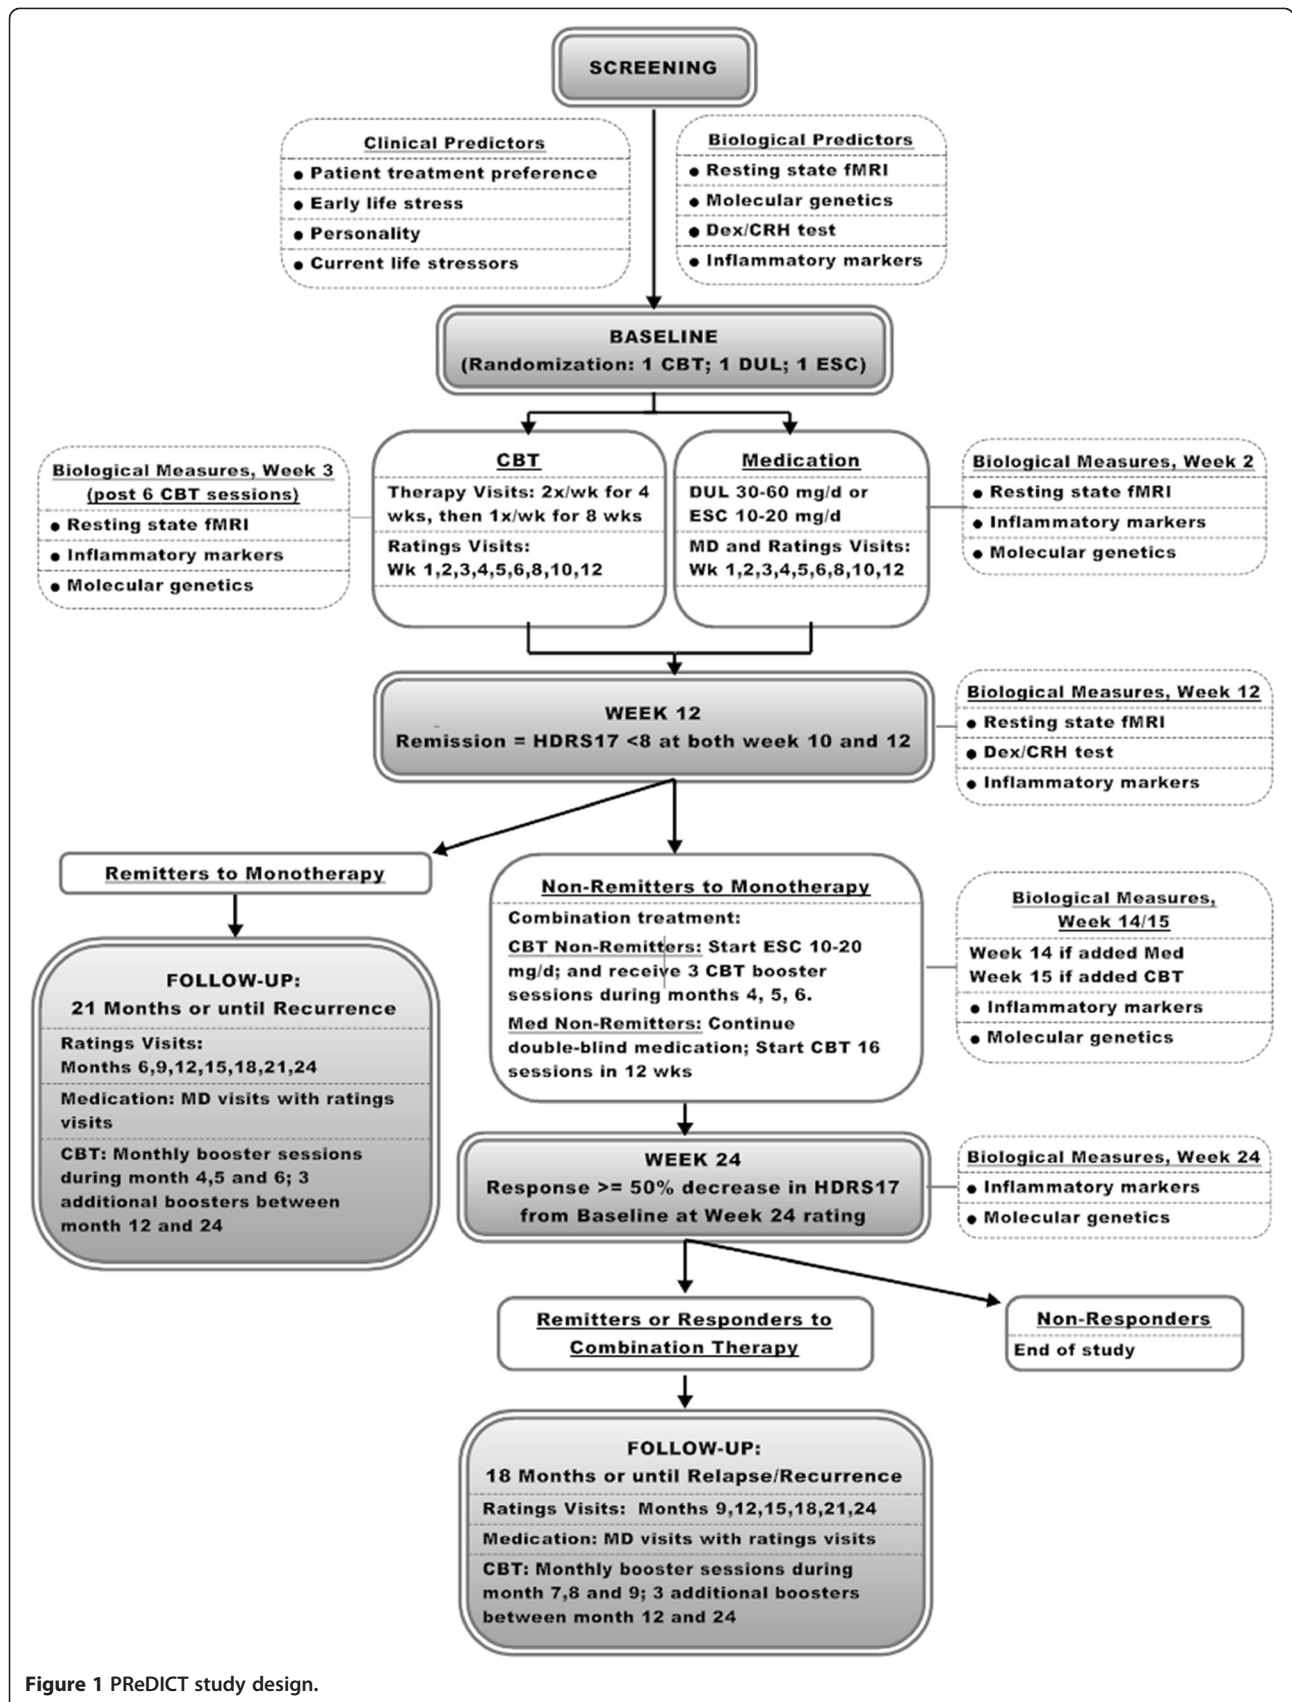 SCREENING
Clinical Predictors
● Patient treatment preference
● Early life stress
● Personality
● Current life stressors
Biological Predictors
● Resting state fMRI
● Molecular genetics
● Dex/CRH test
● Inflammatory markers
BASELINE
(Randomization: 1 CBT; 1 DUL; 1 ESC)
Biological Measures, Week 3
(post 6 CBT sessions)
● Resting state fMRI
● Inflammatory markers
● Molecular genetics
CBT
Therapy Visits: 2x/wk for 4
wks, then 1x/wk for 8 wks
Ratings Visits:
Wk 1,2,3,4,5,6,8,10,12
Medication
DUL 30-60 mg/d or
ESC 10-20 mg/d
MD and Ratings Visits:
Wk 1,2,3,4,5,6,8,10,12
Biological Measures, Week 2
● Resting state fMRI
● Inflammatory markers
● Molecular genetics
WEEK 12
Remission = HDRS17 <8 at both week 10 and 12
Biological Measures, Week 12
● Resting state fMRI
● Dex/CRH test
● Inflammatory markers
Remitters to Monotherapy
FOLLOW-UP:
21 Months or until Recurrence
Ratings Visits:
Months 6,9,12,15,18,21,24
Medication: MD visits with ratings
visits
CBT: Monthly booster sessions
during month 4,5 and 6; 3
additional boosters between
month 12 and 24
Non-Remitters to Monotherapy
Combination treatment:
CBT Non-Remitters: Start ESC 10-20
mg/d; and receive 3 CBT booster
sessions during months 4, 5, 6.
Med Non-Remitters: Continue
double-blind medication; Start CBT 16
sessions in 12 wks
Biological Measures,
Week 14/15
Week 14 if added Med
Week 15 if added CBT
● Inflammatory markers
● Molecular genetics
WEEK 24
Response >= 50% decrease in HDRS17
from Baseline at Week 24 rating
Biological Measures, Week 24
● Inflammatory markers
● Molecular genetics
Remitters or Responders to
Combination Therapy
Non-Responders
End of study
FOLLOW-UP:
18 Months or until Relapse/Recurrence
Ratings Visits: Months 9,12,15,18,21,24
Medication: MD visits with ratings visits
CBT: Monthly booster sessions during
month 7,8 and 9; 3 additional boosters
between month 12 and 24
Figure 1 PReDICT study design.